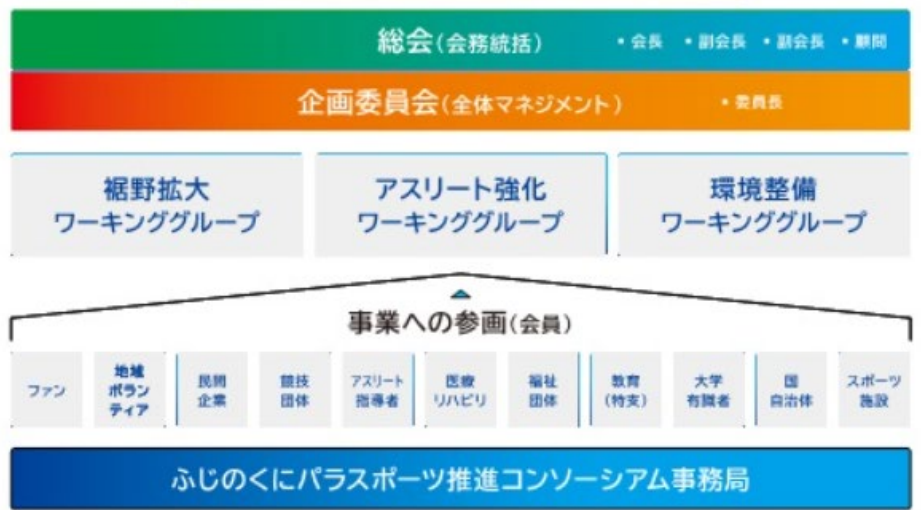 総会(会務統括) ・会長 ・副会長 ・副会長 ・顧問
企画委員会(全体マネジメント) ・委員長
裾野拡大
ワーキンググループ
アスリート強化
ワーキンググループ
環境整備
ワーキンググループ
事業への参画(会員)
ファン
地域
ボラン
ティア
民間
企業
競技
団体
アスリート
指導者
医療
リハビリ
福祉
団体
教育
(特支)
大学
有識者
国
自治体
スポーツ
施設
ふじのくにパラスポーツ推進コンソーシアム事務局